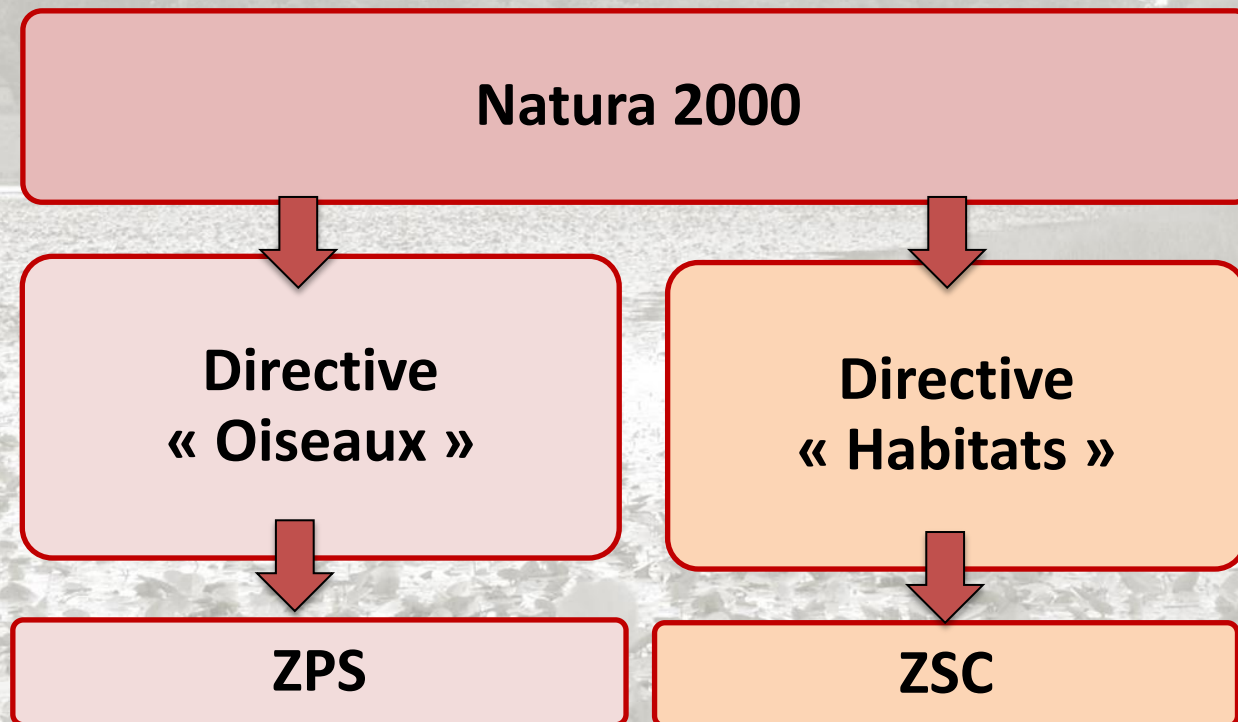 Natura 2000
Directive
« Oiseaux »
Directive
« Habitats »
ZPS
ZSC